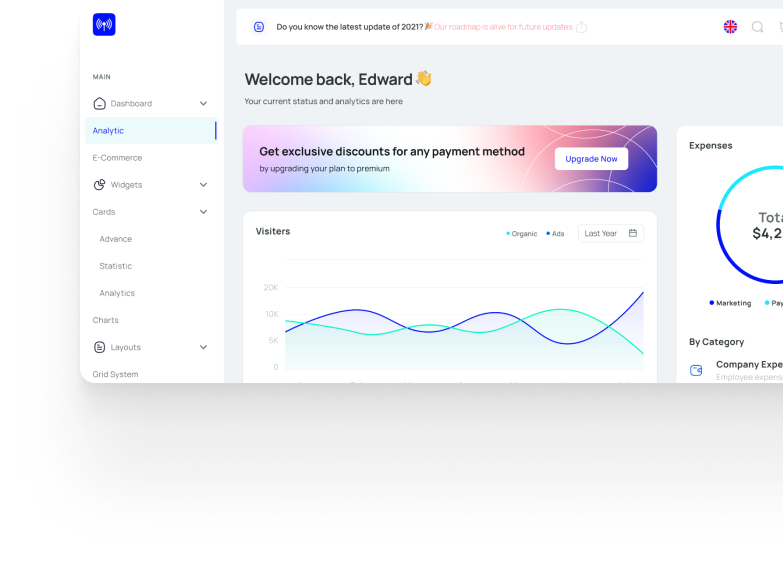 Do you know the latest update of 2021? 🎉 Our roadmap is alive for future updates.
MAIN
Dashboard
Analytic
E-Commerce
Widgets
Cards
Advance
Statistic
Analytics
Charts
Layouts
Grid System
Welcome back, Edward 👋
Your current status and analytics are here
Get exclusive discounts for any payment method
by upgrading your plan to premium
Upgrade Now
Visiters
Organic
Ads
Last Year
20K
10K
5K
0
Expenses
Tota
$4,2
Marketing
Pay
By Category
Company Expe
Employee expens